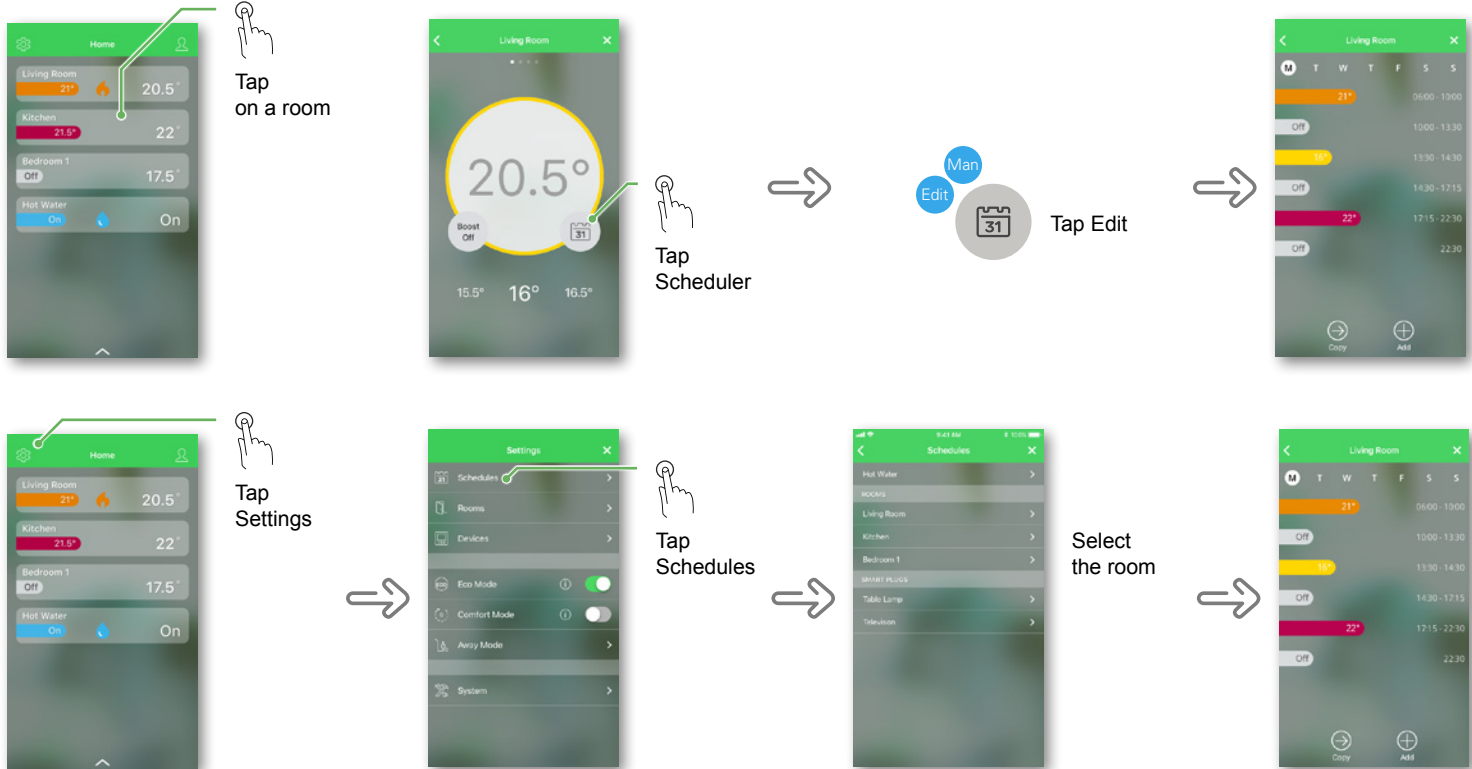 Home
Living Room
21°
20.5°
Kitchen
21.5°
22°
Bedroom 1
Off
17.5°
Hot Water
On
On
Tap
on a room
Living Room
20.5°
Boost
Off
31
15.5° 16° 16.5°
Tap
Scheduler
Man
Edit
31
Tap Edit
Living Room
M T W T F S S
21° 06:00 - 10:00
Off 10:00 - 13:30
16° 13:30 - 14:30
Off 14:30 - 17:15
22° 17:15 - 22:30
Off 22:30
Copy Add
Home
Living Room
21°
20.5°
Kitchen
21.5°
22°
Bedroom 1
Off
17.5°
Hot Water
On
On
Tap
Settings
Settings
31 Schedules
Rooms
Devices
eco Eco Mode
Comfort Mode
Away Mode
System
Tap
Schedules
9:41 AM 100%
Schedules
Hot Water
ROOMS
Living Room
Kitchen
Bedroom 1
SMART PLUGS
Table Lamp
Televison
Select
the room
Living Room
M T W T F S S
21° 06:00 - 10:00
Off 10:00 - 13:30
16° 13:30 - 14:30
Off 14:30 - 17:15
22° 17:15 - 22:30
Off 22:30
Copy Add